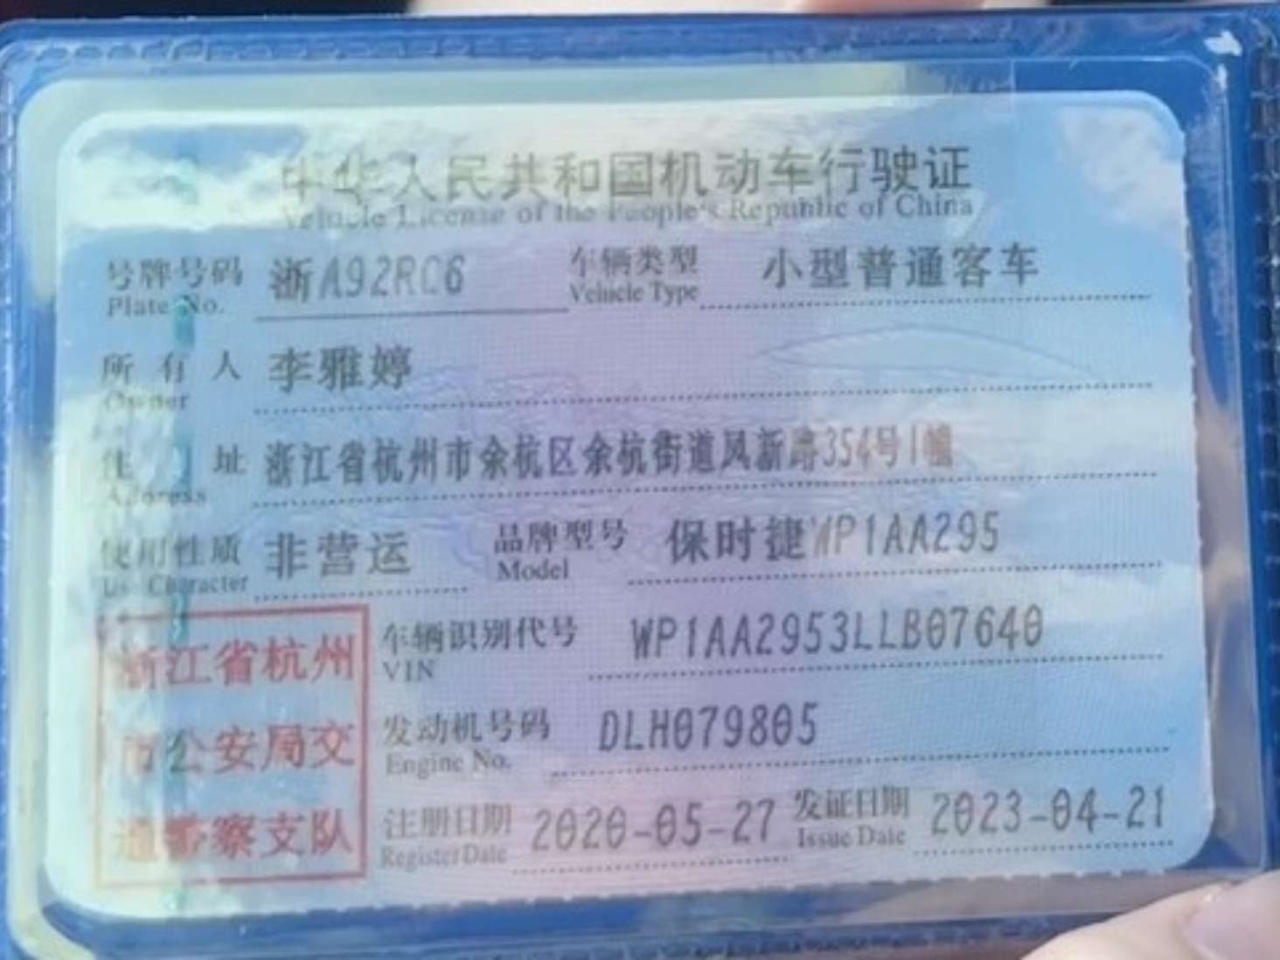 中华人民共和国机动车行驶证
Vehicle License of the People's Republic of China
号牌号码 浙A92RC6 车辆类型 小型普通客车
Plate No. Vehicle Type
所有人 李雅婷
Owner
住址 浙江省杭州市余杭区余杭街道凤新路354号1幢
Address
使用性质 非营运 品牌型号 保时捷WP1AA295
Use Character Model
浙江省杭州 车辆识别代号 WP1AA2953LLB07640
VIN
市公安局交 发动机号码 DLH079805
Engine No.
通警察支队 注册日期 2020-05-27 发证日期 2023-04-21
Register Date Issue Date